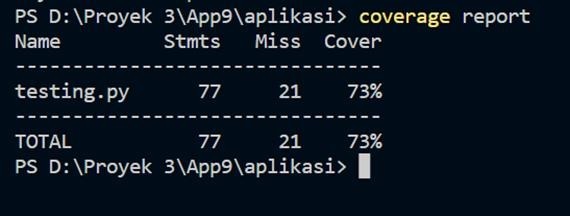 PS D:\Proyek 3\App9\aplikasi> coverage report
Name           Stmts   Miss  Cover
--------------------------------
testing.py        77     21    73%
--------------------------------
TOTAL             77     21    73%
PS D:\Proyek 3\App9\aplikasi>